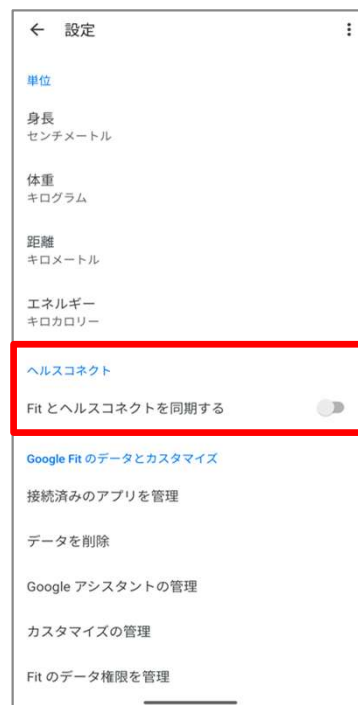 設定
単位
身長
センチメートル
体重
キログラム
距離
キロメートル
エネルギー
キロカロリー
ヘルスコネクト
Fit とヘルスコネクトを同期する
Google Fit のデータとカスタマイズ
接続済みのアプリを管理
データを削除
Google アシスタントの管理
カスタマイズの管理
Fit のデータ権限を管理